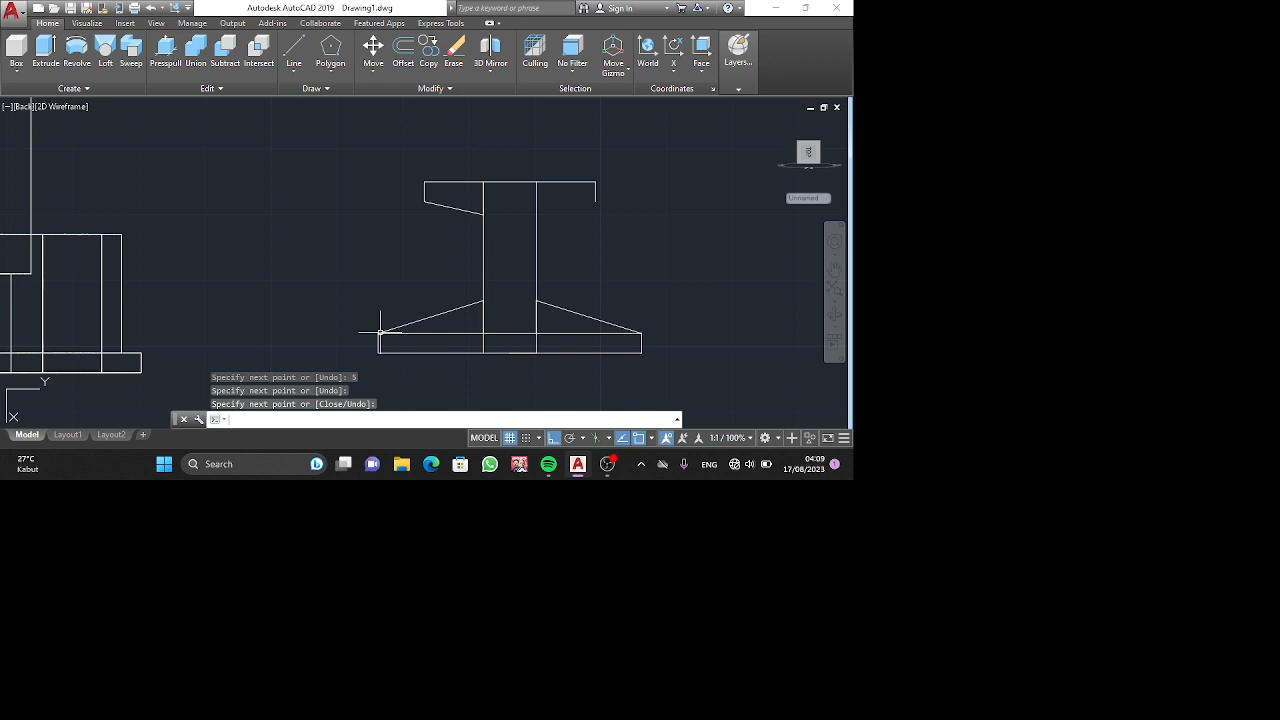 Autodesk AutoCAD 2019 Drawing1.dwg
Type a keyword or phrase
Sign In
Home Visualize Insert View Manage Output Collaborate Featured Apps Express Tools
Box Extrude Revolve Loft Sweep Presspull Union Subtract Intersect Line Polygon Move Offset Copy Erase 3D Mirror Culling No Filter Move Gizmo World X Face Layers...
Create Edit Draw Modify Selection Coordinates
[−][Back][2D Wireframe]
TOP
Unnamed
Y
X
Specify next point or [Undo]: 5
Specify next point or [Undo]:
Specify next point or [Close/Undo]:
Model Layout1 Layout2 +
MODEL 1:1 / 100%
27°C
Kabut
Search
ENG
04:09
17/08/2023
1